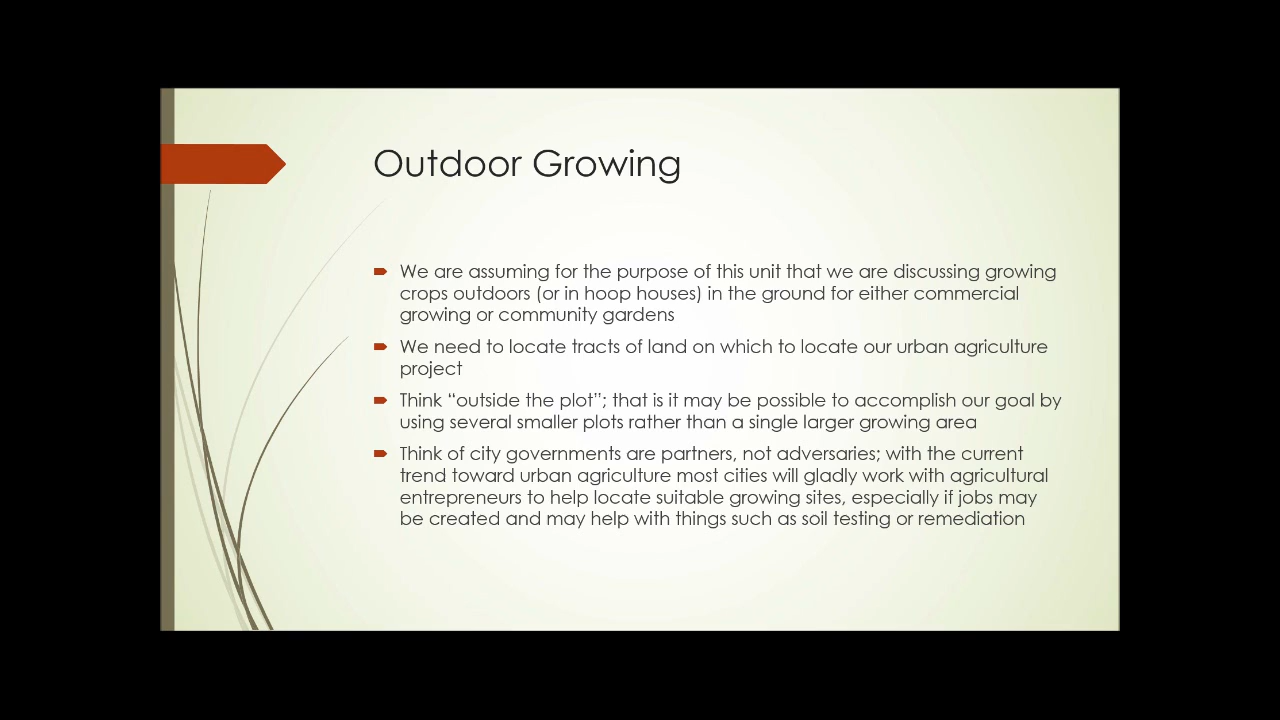 Outdoor Growing
We are assuming for the purpose of this unit that we are discussing growing
crops outdoors (or in hoop houses) in the ground for either commercial
growing or community gardens
We need to locate tracts of land on which to locate our urban agriculture
project
Think “outside the plot”; that is it may be possible to accomplish our goal by
using several smaller plots rather than a single larger growing area
Think of city governments are partners, not adversaries; with the current
trend toward urban agriculture most cities will gladly work with agricultural
entrepreneurs to help locate suitable growing sites, especially if jobs may
be created and may help with things such as soil testing or remediation